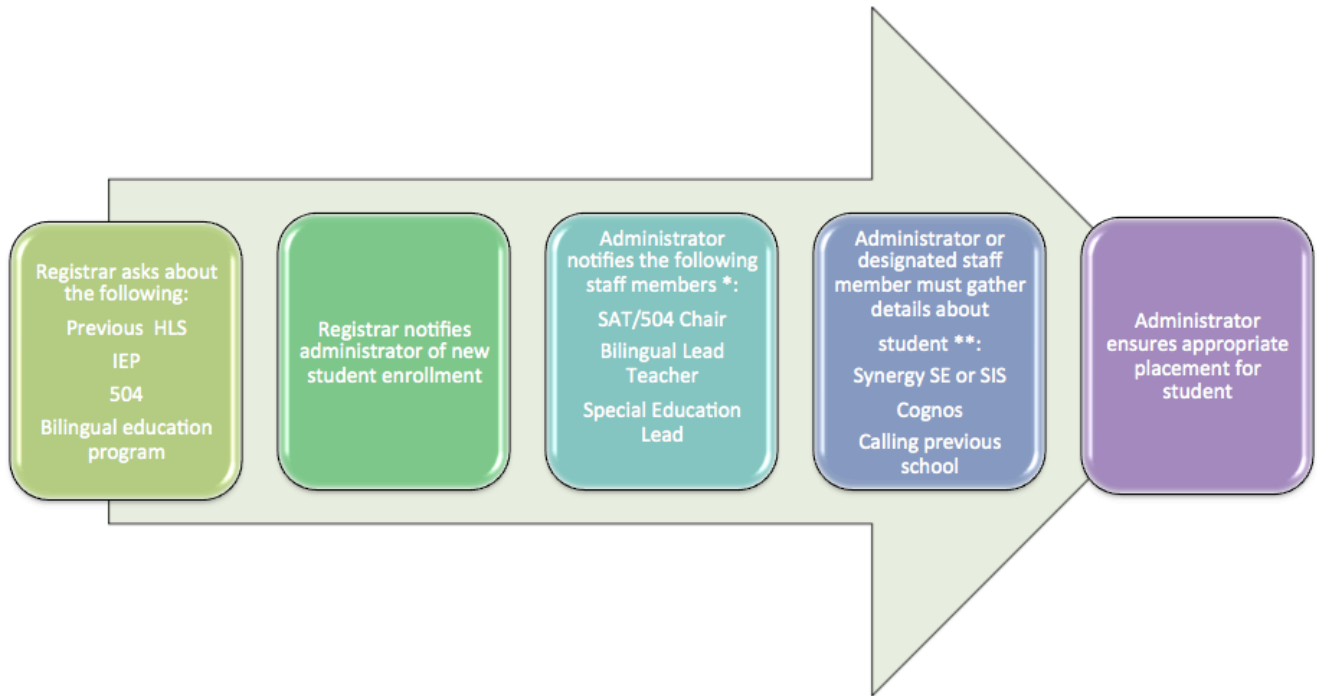 Registrar asks about
the following:
Previous HLS
IEP
504
Bilingual education
program
Registrar notifies
administrator of new
student enrollment
Administrator
notifies the following
staff members *:
SAT/504 Chair
Bilingual Lead
Teacher
Special Education
Lead
Administrator or
designated staff
member must gather
details about
student **:
Synergy SE or SIS
Cognos
Calling previous
school
Administrator
ensures appropriate
placement for
student